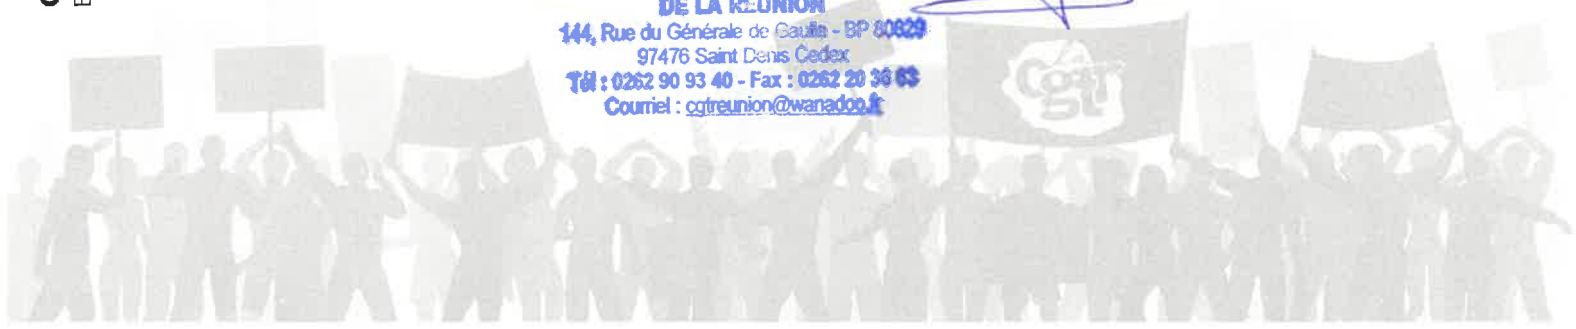 DE LA REUNION
144, Rue du Générale de Gaulle - BP 80829
97476 Saint Denis Cedex
Tél : 0262 90 93 40 - Fax : 0262 20 36 63
Courriel : cgtreunion@wanadoo.fr